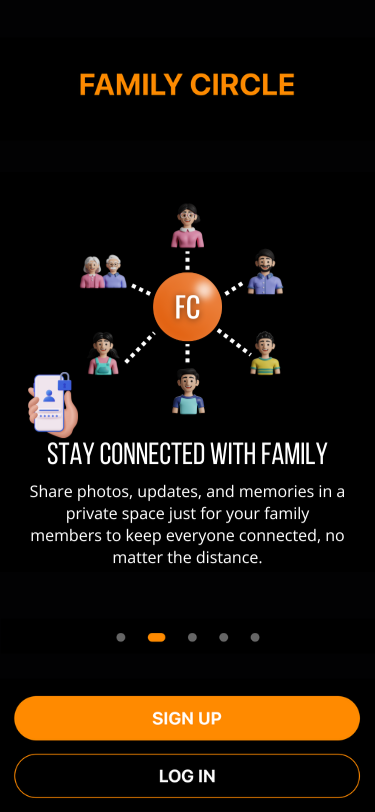 FAMILY CIRCLE
FC
STAY CONNECTED WITH FAMILY
Share photos, updates, and memories in a
private space just for your family
members to keep everyone connected, no
matter the distance.
SIGN UP
LOG IN